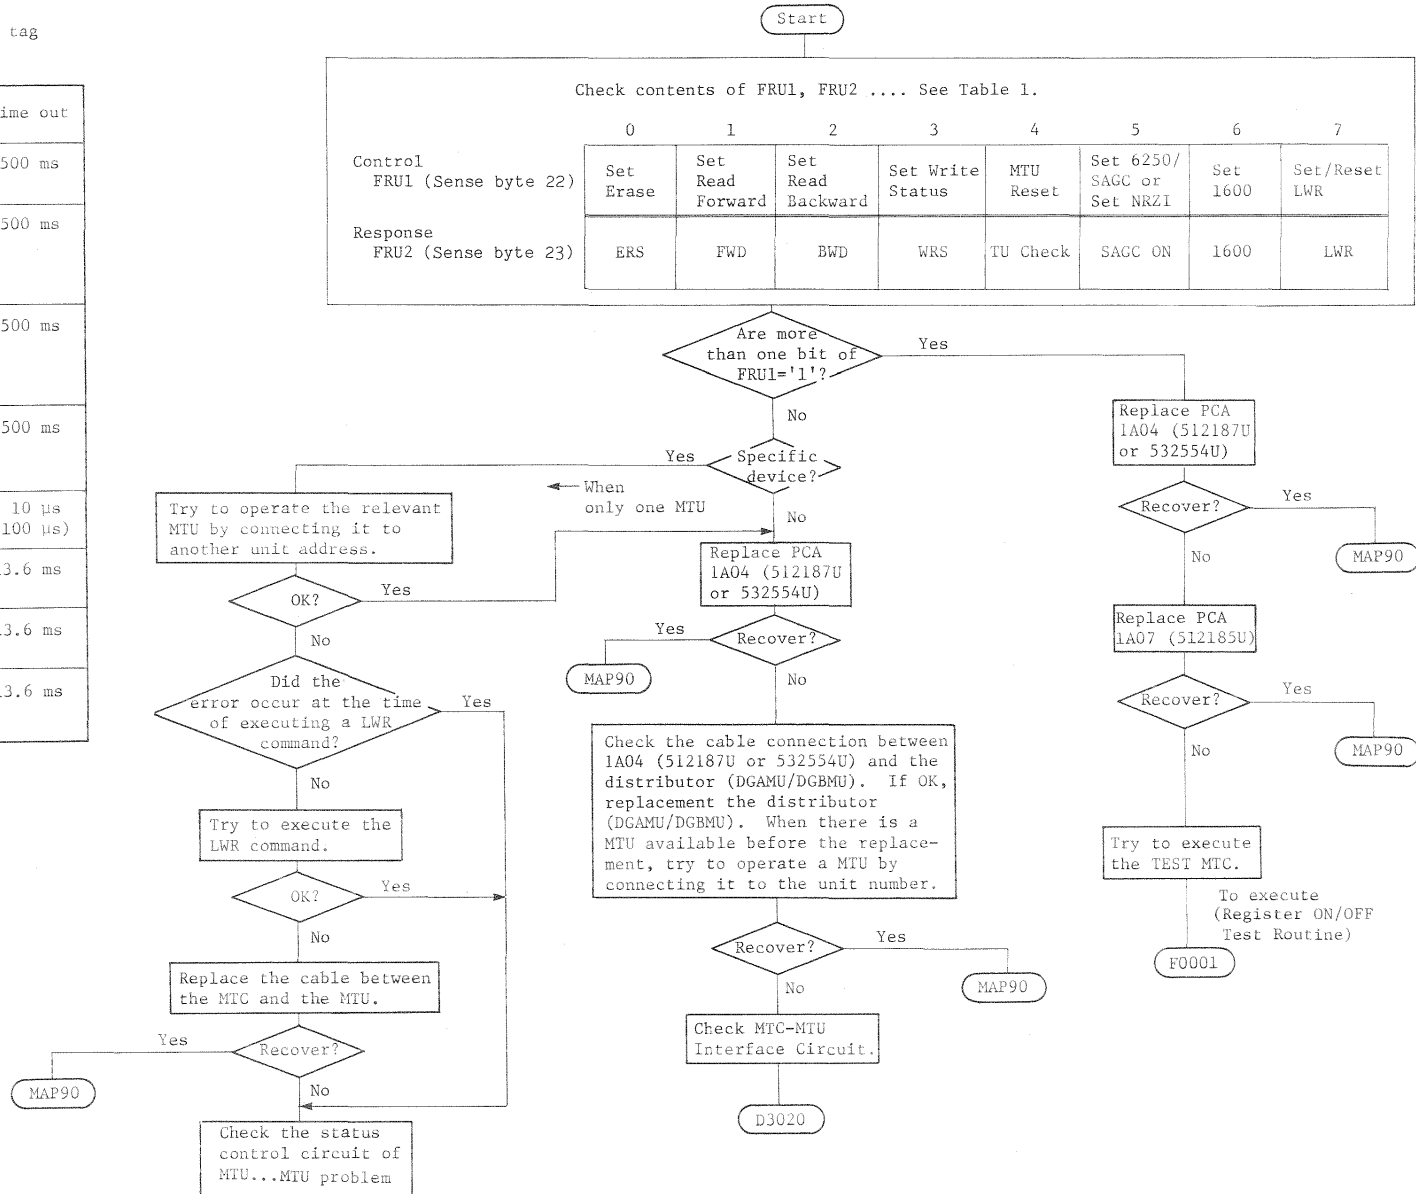 tag
ime out
500 ms
500 ms
500 ms
500 ms
10 µs
100 µs)
3.6 ms
3.6 ms
3.6 ms
Start
Check contents of FRU1, FRU2 .... See Table 1.
0 1 2 3 4 5 6 7
Control
FRU1 (Sense byte 22)
Set
Erase
Set
Read
Forward
Set
Read
Backward
Set Write
Status
MTU
Reset
Set 6250/
SAGC or
Set NRZI
Set
1600
Set/Reset
LWR
Response
FRU2 (Sense byte 23)
ERS
FWD
BWD
WRS
TU Check
SAGC ON
1600
LWR
Are more
than one bit of
FRU1='1'?
Yes
No
Specific
device?
Yes
When
only one MTU
No
Try to operate the relevant
MTU by connecting it to
another unit address.
OK?
Yes
No
Did the
error occur at the time
of executing a LWR
command?
Yes
No
Try to execute the
LWR command.
OK?
Yes
No
Replace the cable between
the MTC and the MTU.
Recover?
Yes
MAP90
No
Check the status
control circuit of
MTU...MTU problem
Replace PCA
1A04 (512187U
or 532554U)
Recover?
Yes
MAP90
No
Check the cable connection between
1A04 (512187U or 532554U) and the
distributor (DGAMU/DGBMU). If OK,
replacement the distributor
(DGAMU/DGBMU). When there is a
MTU available before the replace-
ment, try to operate a MTU by
connecting it to the unit number.
Recover?
Yes
MAP90
No
Check MTC-MTU
Interface Circuit.
D3020
Replace PCA
1A04 (512187U
or 532554U)
Recover?
Yes
MAP90
No
Replace PCA
1A07 (512185U)
Recover?
Yes
MAP90
No
Try to execute
the TEST MTC.
To execute
(Register ON/OFF
Test Routine)
F0001